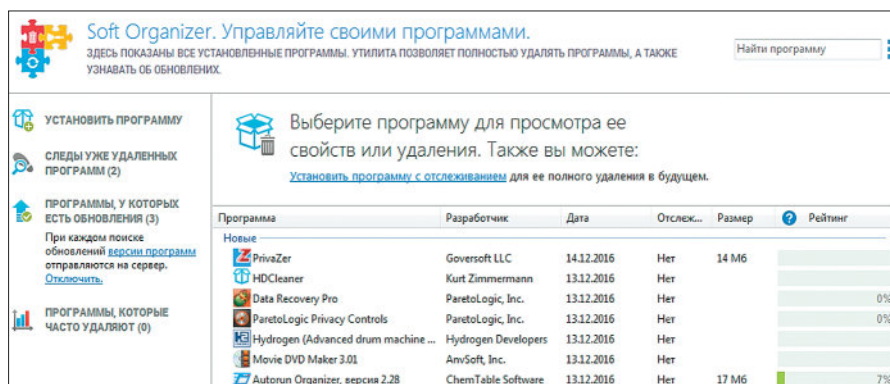 Soft Organizer. Управляйте своими программами.
ЗДЕСЬ ПОКАЗАНЫ ВСЕ УСТАНОВЛЕННЫЕ ПРОГРАММЫ. УТИЛИТА ПОЗВОЛЯЕТ ПОЛНОСТЬЮ УДАЛЯТЬ ПРОГРАММЫ, А ТАКЖЕ
УЗНАВАТЬ ОБ ОБНОВЛЕНИЯХ.
Найти программу
УСТАНОВИТЬ ПРОГРАММУ
СЛЕДЫ УЖЕ УДАЛЕННЫХ
ПРОГРАММ (2)
ПРОГРАММЫ, У КОТОРЫХ
ЕСТЬ ОБНОВЛЕНИЯ (3)
При каждом поиске
обновлений версии программ
отправляются на сервер.
Отключить.
ПРОГРАММЫ, КОТОРЫЕ
ЧАСТО УДАЛЯЮТ (0)
Выберите программу для просмотра ее
свойств или удаления. Также вы можете:
Установить программу с отслеживанием для ее полного удаления в будущем.
Программа Разработчик Дата Отслеж... Размер ? Рейтинг
Новые
PrivaZer Goversoft LLC 14.12.2016 Нет 14 Мб
HDCleaner Kurt Zimmermann 13.12.2016 Нет
Data Recovery Pro ParetoLogic, Inc. 13.12.2016 Нет 0%
ParetoLogic Privacy Controls ParetoLogic, Inc. 13.12.2016 Нет 0%
Hydrogen (Advanced drum machine ... Hydrogen Developers 13.12.2016 Нет
Movie DVD Maker 3.01 AnvSoft, Inc. 13.12.2016 Нет
Autorun Organizer, версия 2.28 ChemTable Software 13.12.2016 Нет 17 Мб 7%